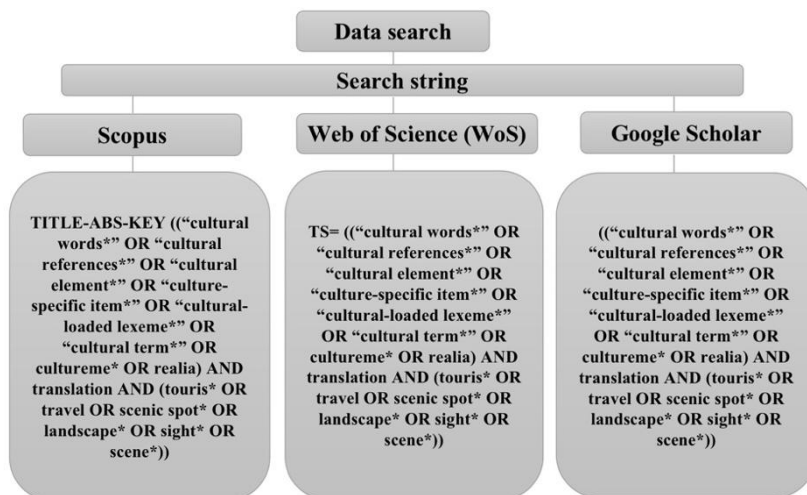 Data search
Search string
Scopus
Web of Science (WoS)
Google Scholar
TITLE-ABS-KEY ((“cultural
words*” OR “cultural
references*” OR “cultural
element*” OR “culture-
specific item*” OR “cultural-
loaded lexeme*” OR
“cultural term*” OR
cultureme* OR realia) AND
translation AND (touris* OR
travel OR scenic spot* OR
landscape* OR sight* OR
scene*))
TS= ((“cultural words*” OR
“cultural references*” OR
“cultural element*” OR
“culture-specific item*” OR
“cultural-loaded lexeme*”
OR “cultural term*” OR
cultureme* OR realia) AND
translation AND (touris* OR
travel OR scenic spot* OR
landscape* OR sight* OR
scene*))
((“cultural words*” OR
“cultural references*” OR
“cultural element*” OR
“culture-specific item*” OR
“cultural-loaded lexeme*”
OR “cultural term*” OR
cultureme* OR realia) AND
translation AND (touris* OR
travel OR scenic spot* OR
landscape* OR sight* OR
scene*))